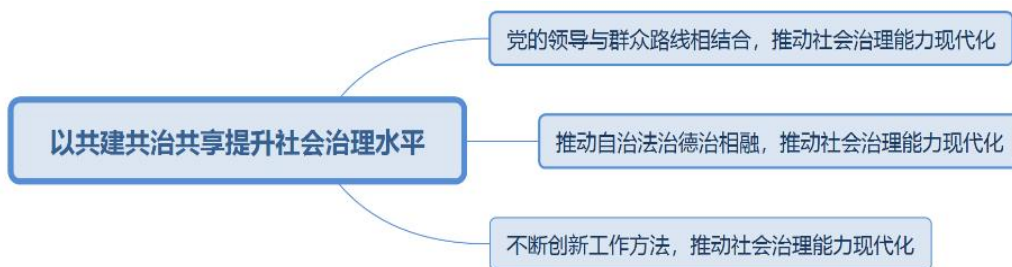 党的领导与群众路线相结合，推动社会治理能力现代化
以共建共治共享提升社会治理水平
推动自治法治德治相融，推动社会治理能力现代化
不断创新工作方法，推动社会治理能力现代化